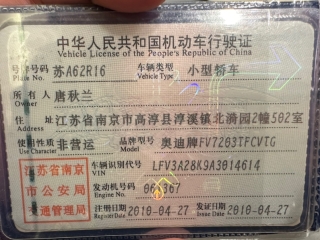 中华人民共和国机动车行驶证
Vehicle License of the People's Republic of China
号牌号码 苏A62R16 车辆类型 小型轿车
Plate No. Vehicle Type
所有人 唐秋兰
Owner
住址 江苏省南京市高淳县淳溪镇北漪园2幢502室
Address
使用性质 非营运 品牌型号 奥迪牌FV7203TFCVTG
Use Character Model
车辆识别代号 LFV3A28K9A3014614
VIN
江苏省南京市公安局交通管理局
发动机号码
Engine No.
注册日期 2010-04-27 发证日期 2010-04-27
Register Date Issue Date